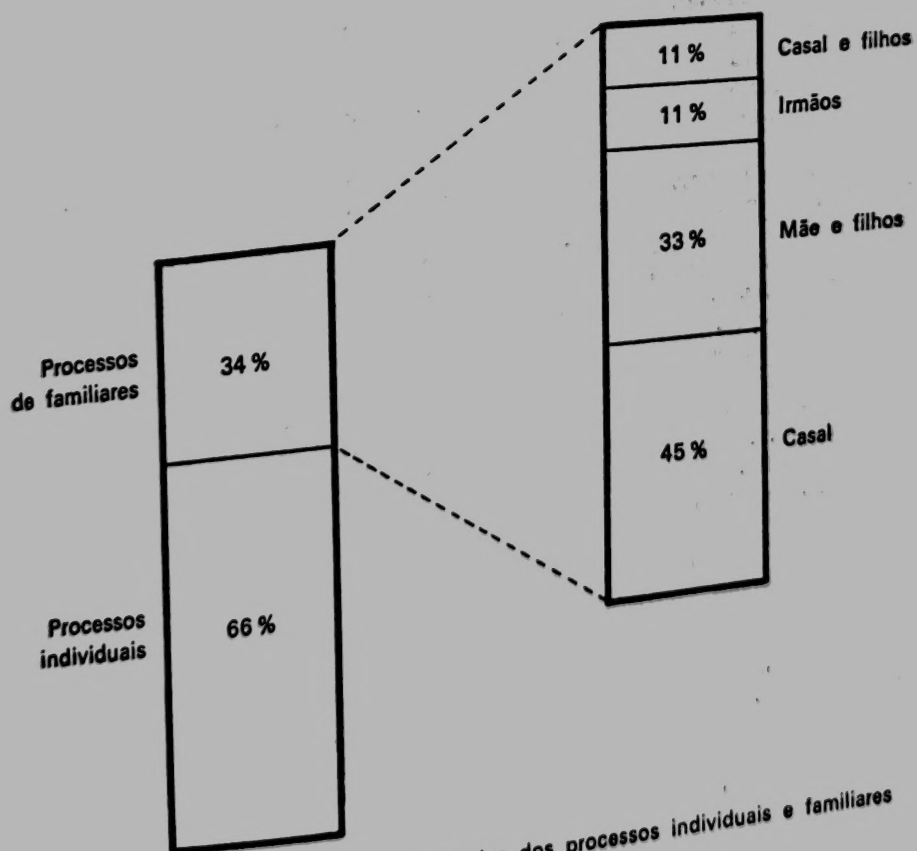 11 %
Casal e filhos
11 %
Irmãos
33 %
Mãe e filhos
45 %
Casal
Processos
de familiares
34 %
Processos
individuais
66 %
dos processos individuais e familiares